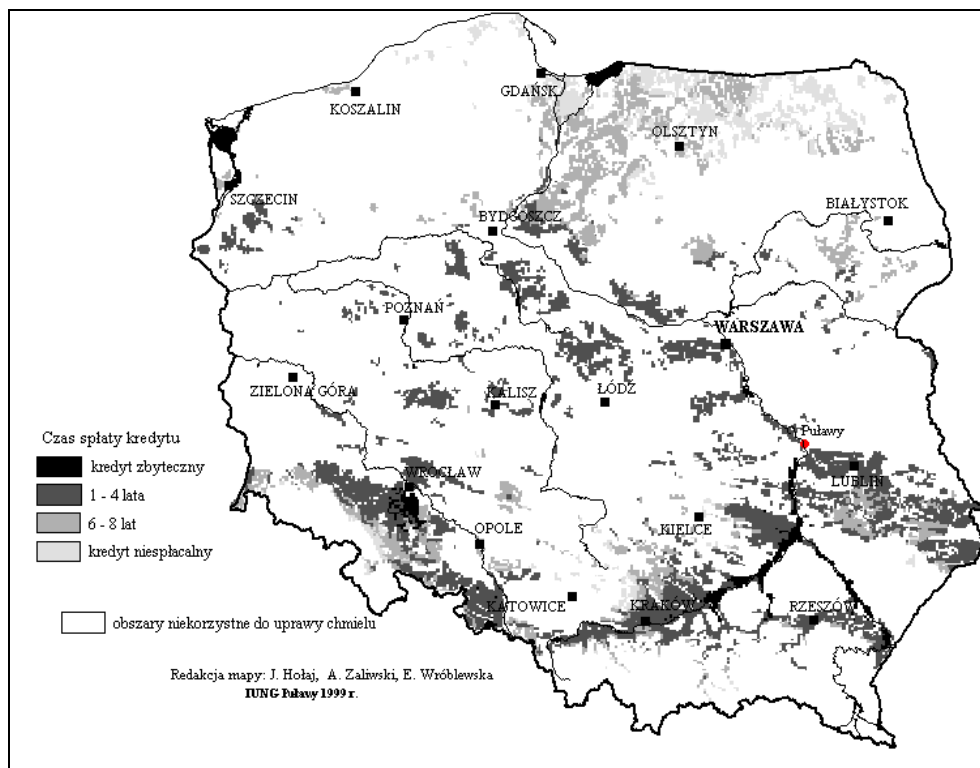 GDAŃSK
KOSZALIN
OLSZTYN
SZCZECIN
BIAŁYSTOK
BYDGOSZCZ
POZNAŃ
WARSZAWA
ZIELONA GÓRA
KALISZ
ŁÓDŹ
Puławy
Czas spłaty kredytu
kredyt zbyteczny
1 - 4 lata
6 - 8 lat
kredyt niespłacalny
obszary niekorzystne do uprawy chmielu
WROCŁAW
LUBLIN
OPOLE
KIELCE
KATOWICE
KRAKÓW
RZESZÓW
Redakcja mapy: J. Hołaj, A. Zaliwski, E. Wróblewska
IUNG Puławy 1999 r.